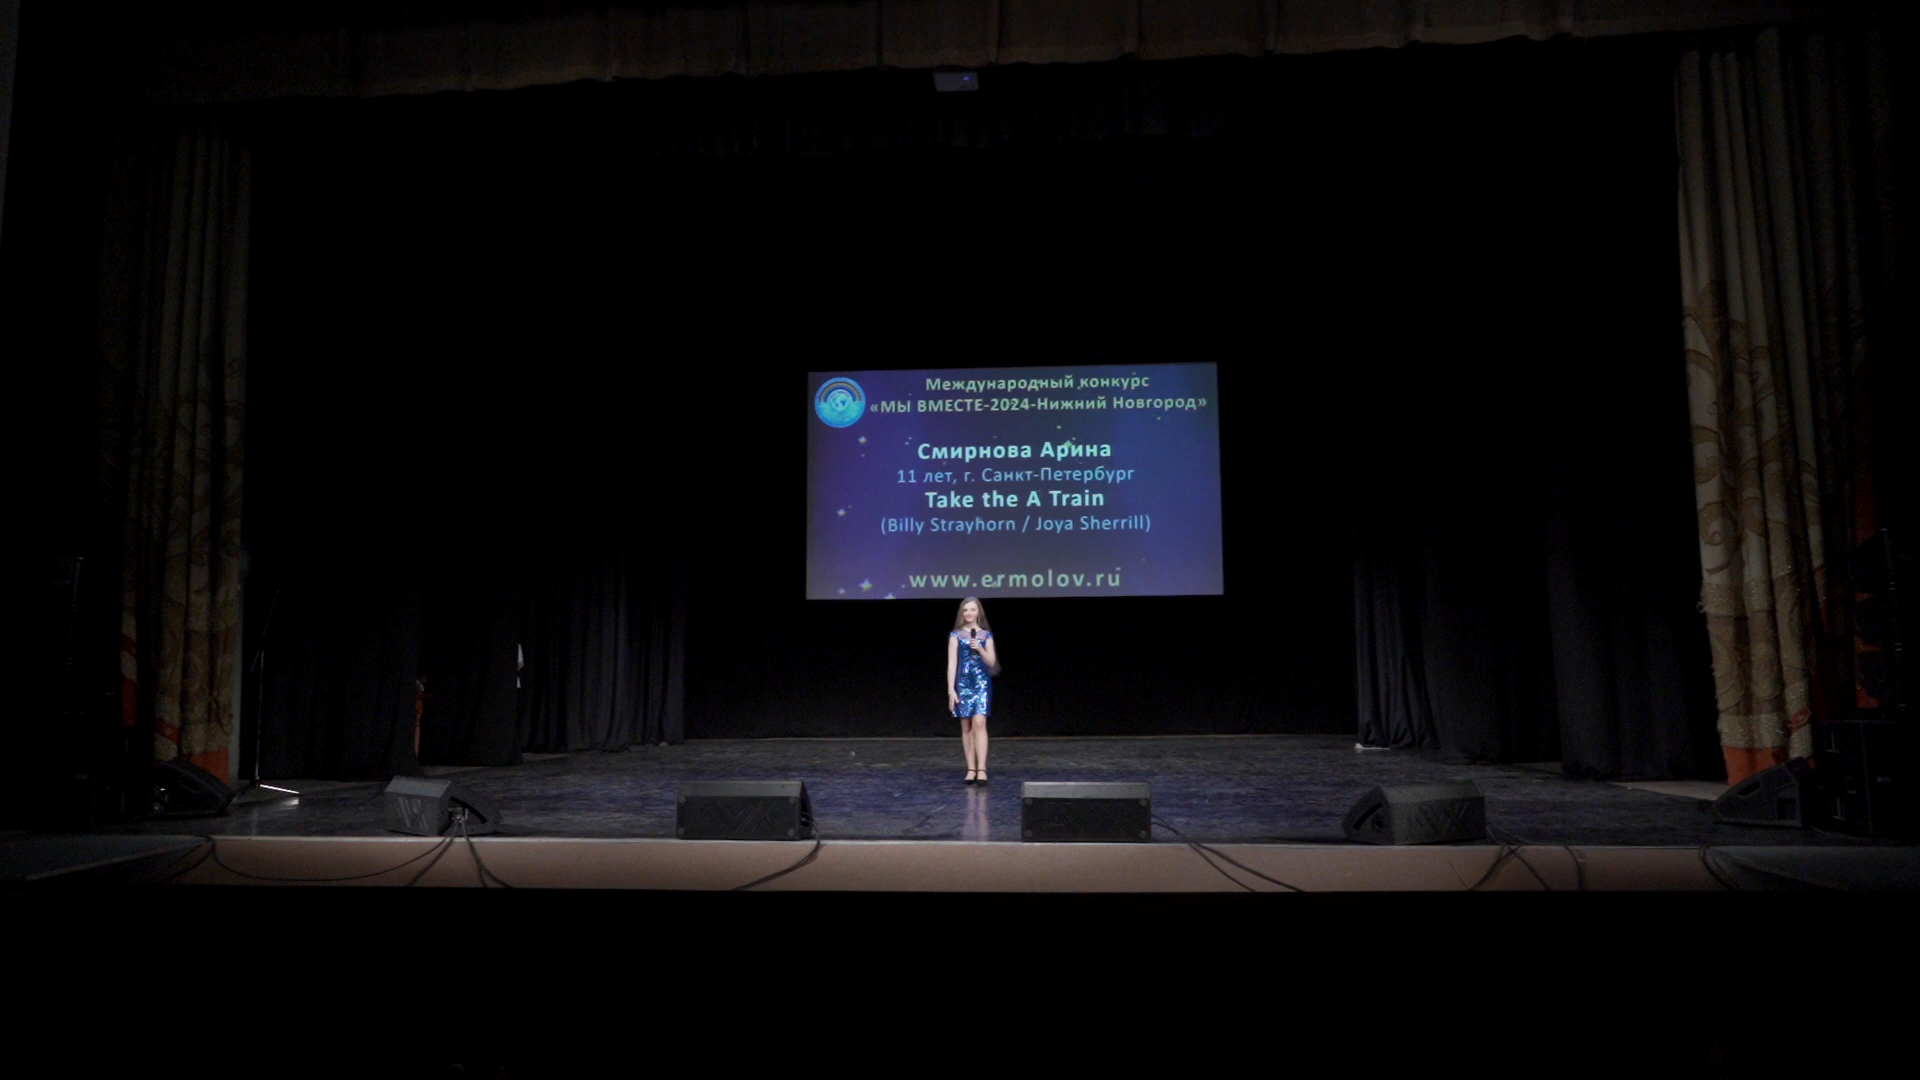 Международный конкурс
«МЫ ВМЕСТЕ-2024-Нижний Новгород»
Смирнова Арина
11 лет, г. Санкт-Петербург
Take the A Train
(Billy Strayhorn / Joya Sherrill)
www.ermolov.ru